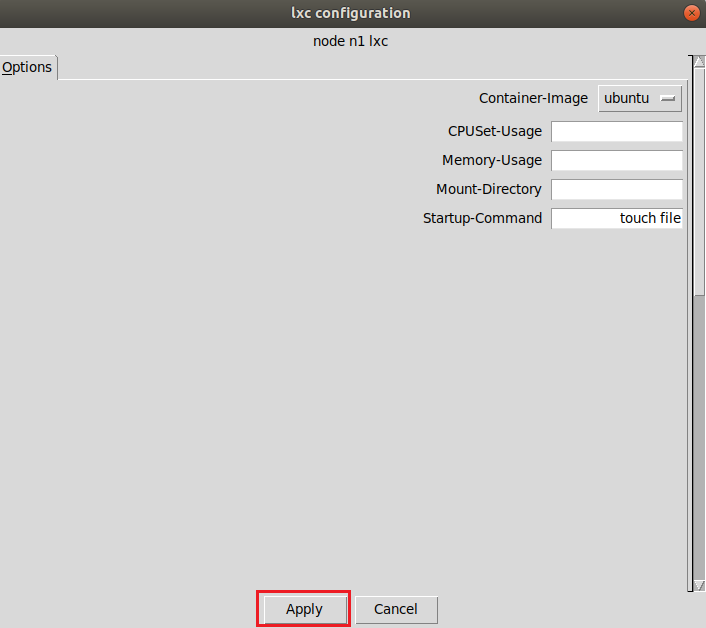 lxc configuration
node n1 lxc
Options
Container-Image ubuntu
CPUSet-Usage
Memory-Usage
Mount-Directory
Startup-Command touch file
Apply Cancel